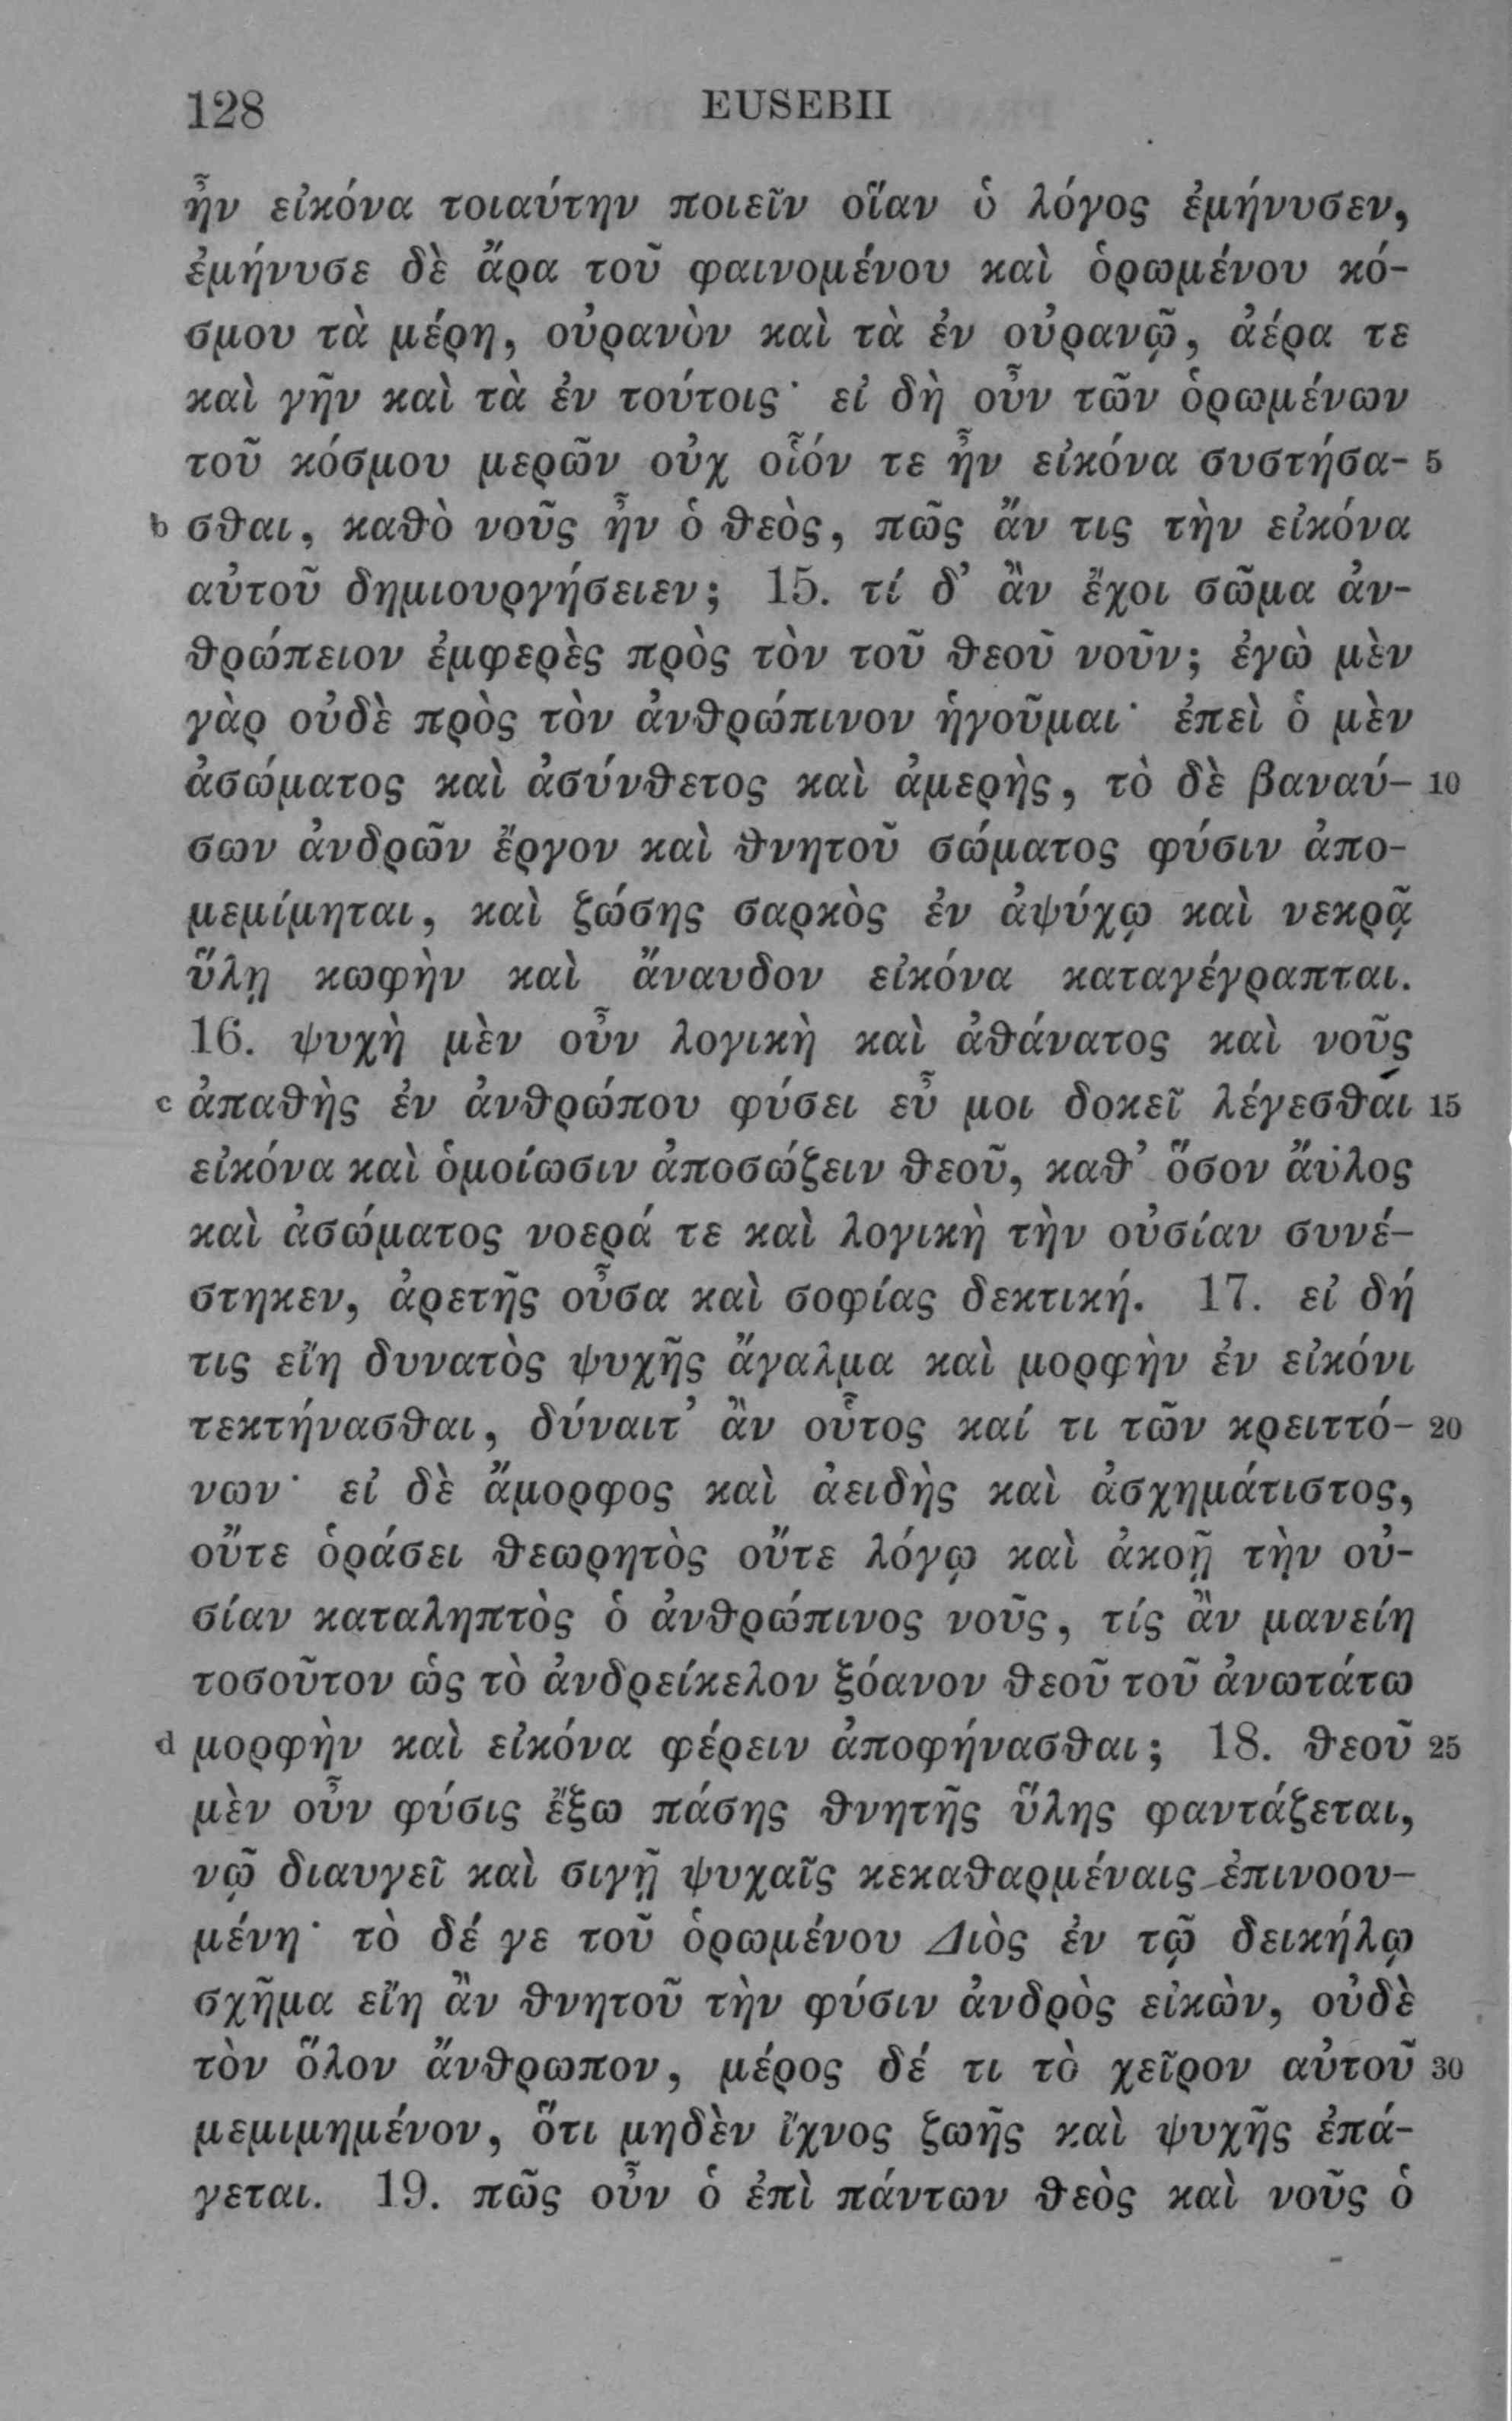 128 EUSEBII
ἦν εἰκόνα τοιαύτην ποιεῖν οἵαν ὁ λόγος ἐμήνυσεν,
ἐμήνυσε δὲ ἄρα τοῦ φαινομένου καὶ ὁρωμένου κό-
σμου τὰ μέρη, οὐρανὸν καὶ τὰ ἐν οὐρανῷ, ἀέρα τε
καὶ γῆν καὶ τὰ ἐν τούτοις· εἰ δὴ οὖν τῶν ὁρωμένων
τοῦ κόσμου μερῶν οὐχ οἷόν τε ἦν εἰκόνα συστήσα- 5
b σθαι, καθὸ νοῦς ἦν ὁ θεὸς, πῶς ἄν τις τὴν εἰκόνα
αὐτοῦ δημιουργήσειεν; 15. τί δ’ ἂν ἔχοι σῶμα ἀν-
θρώπειον ἐμφερὲς πρὸς τὸν τοῦ θεοῦ νοῦν; ἐγὼ μὲν
γὰρ οὐδὲ πρὸς τὸν ἀνθρώπινον ἡγοῦμαι· ἐπεὶ ὁ μὲν
ἀσώματος καὶ ἀσύνθετος καὶ ἀμερὴς, τὸ δὲ βαναύ- 10
σων ἀνδρῶν ἔργον καὶ θνητοῦ σώματος φύσιν ἀπο-
μεμίμηται, καὶ ζώσης σαρκὸς ἐν ἀψύχῳ καὶ νεκρᾷ
ὕλῃ κωφὴν καὶ ἄναυδον εἰκόνα καταγέγραπται.
16. ψυχὴ μὲν οὖν λογικὴ καὶ ἀθάνατος καὶ νοῦς
c ἀπαθὴς ἐν ἀνθρώπου φύσει εὖ μοι δοκεῖ λέγεσθαι 15
εἰκόνα καὶ ὁμοίωσιν ἀποσώζειν θεοῦ, καθ’ ὅσον ἄϋλος
καὶ ἀσώματος νοερά τε καὶ λογικὴ τὴν οὐσίαν συνέ-
στηκεν, ἀρετῆς οὖσα καὶ σοφίας δεκτική. 17. εἰ δή
τις εἴη δυνατὸς ψυχῆς ἄγαλμα καὶ μορφὴν ἐν εἰκόνι
τεκτήνασθαι, δύναιτ’ ἂν οὗτος καί τι τῶν κρειττό- 20
νων· εἰ δὲ ἄμορφος καὶ ἀειδὴς καὶ ἀσχημάτιστος,
οὔτε ὁράσει θεωρητὸς οὔτε λόγῳ καὶ ἀκοῇ τὴν οὐ-
σίαν καταληπτὸς ὁ ἀνθρώπινος νοῦς, τίς ἂν μανείη
τοσοῦτον ὡς τὸ ἀνδρείκελον ξόανον θεοῦ τοῦ ἀνωτάτω
d μορφὴν καὶ εἰκόνα φέρειν ἀποφήνασθαι; 18. θεοῦ 25
μὲν οὖν φύσις ἔξω πάσης θνητῆς ὕλης φαντάζεται,
νῷ διαυγεῖ καὶ σιγῇ ψυχαῖς κεκαθαρμέναις ἐπινοου-
μένη· τὸ δέ γε τοῦ ὁρωμένου Διὸς ἐν τῷ δεικήλῳ
σχῆμα εἴη ἂν θνητοῦ τὴν φύσιν ἀνδρὸς εἰκὼν, οὐδὲ
τὸν ὅλον ἄνθρωπον, μέρος δέ τι τὸ χεῖρον αὐτοῦ 30
μεμιμημένον, ὅτι μηδὲν ἴχνος ζωῆς καὶ ψυχῆς ἐπά-
γεται. 19. πῶς οὖν ὁ ἐπὶ πάντων θεὸς καὶ νοῦς ὁ